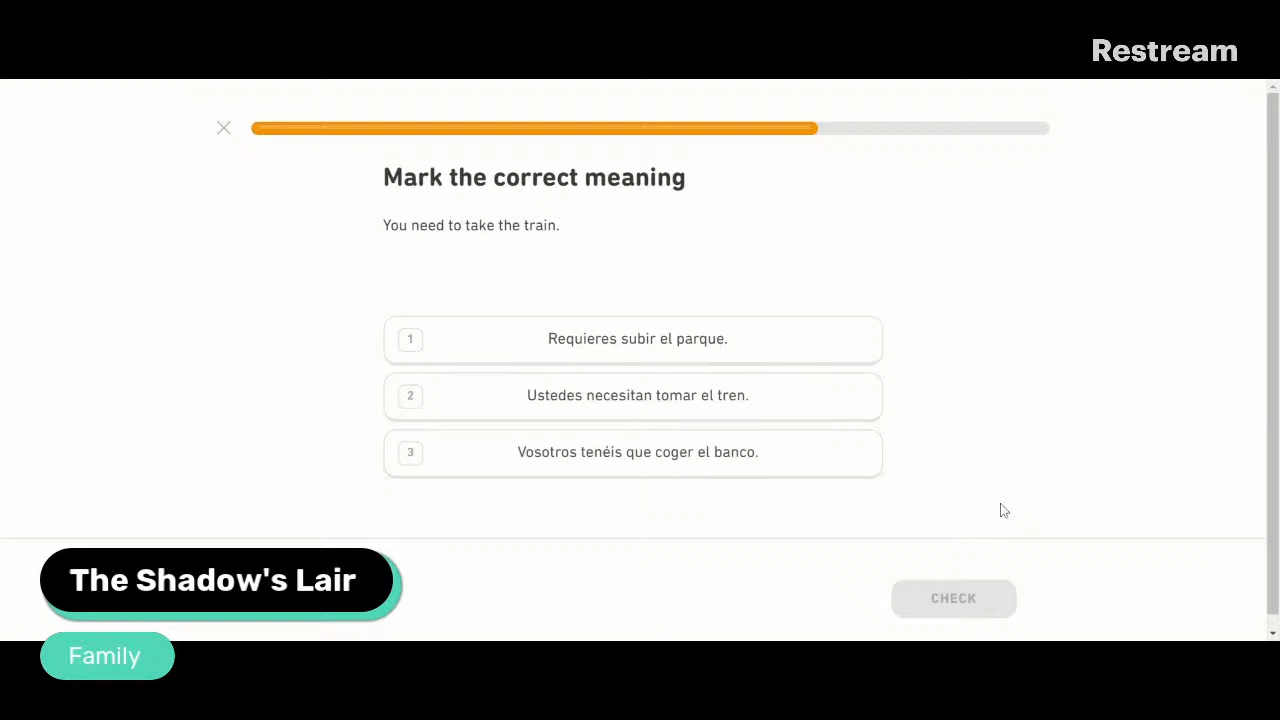 Restream
Mark the correct meaning
You need to take the train.
1 Requieres subir el parque.
2 Ustedes necesitan tomar el tren.
3 Vosotros tenéis que coger el banco.
The Shadow's Lair
CHECK
Family